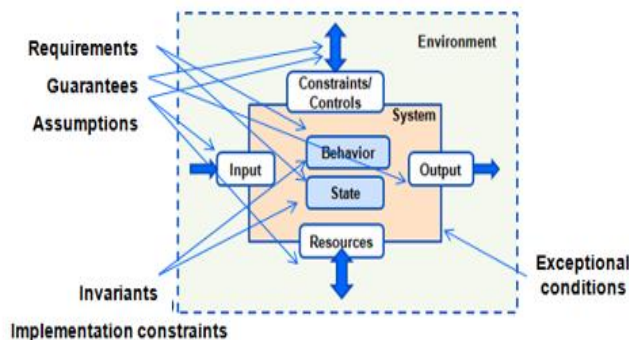 Requirements
Environment
Guarantees
Constraints/
Controls
Assumptions
System
Behavior
Input
Output
State
Resources
Exceptional
conditions
Invariants
Implementation constraints